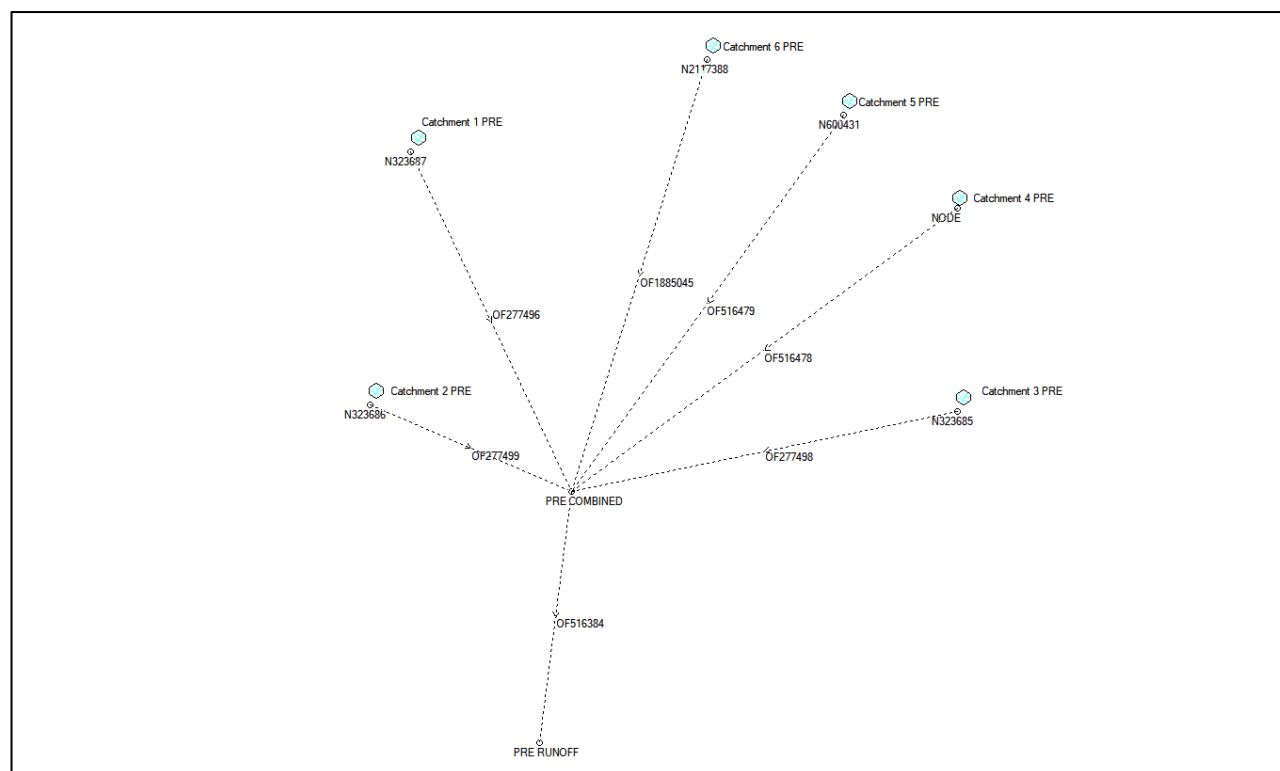 Catchment 6 PRE
N2117388
Catchment 5 PRE
N600431
Catchment 1 PRE
N323687
Catchment 4 PRE
NODE
OF1885045
OF516479
OF277496
OF516478
Catchment 2 PRE
N323686
Catchment 3 PRE
N323685
OF277499
OF277498
PRE COMBINED
OF516384
PRE RUNOFF